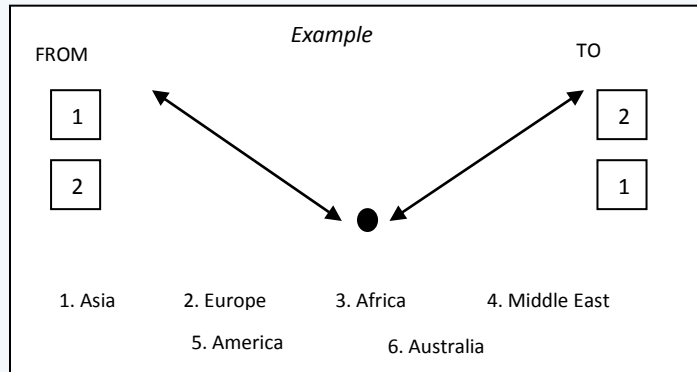 Example
FROM TO
1 2
2 1
1. Asia 2. Europe 3. Africa 4. Middle East
5. America 6. Australia